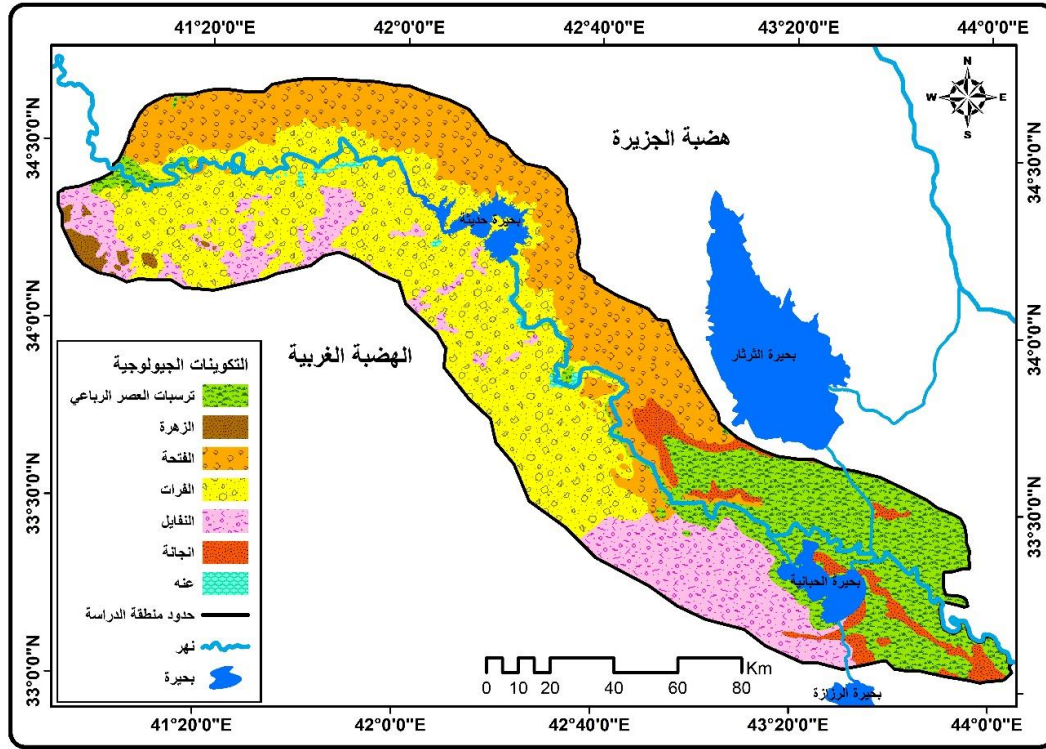 41°20'0"E 42°0'0"E 42°40'0"E 43°20'0"E 44°0'0"E
N
W E
S
34°30'0"N
34°30'0"N
هضبة الجزيرة
بحيرة حديثة
34°0'0"N
34°0'0"N
الهضبة الغربية
بحيرة الثرثار
التكوينات الجيولوجية
ترسبات العصر الرباعي
الزهرة
الفتحة
الفرات
النفايل
انجانة
عنه
حدود منطقة الدراسة
نهر
بحيرة
33°30'0"N
33°30'0"N
بحيرة الحبانية
33°0'0"N
33°0'0"N
Km
0 10 20 40 60 80
بحيرة الرزازة
41°20'0"E 42°0'0"E 42°40'0"E 43°20'0"E 44°0'0"E